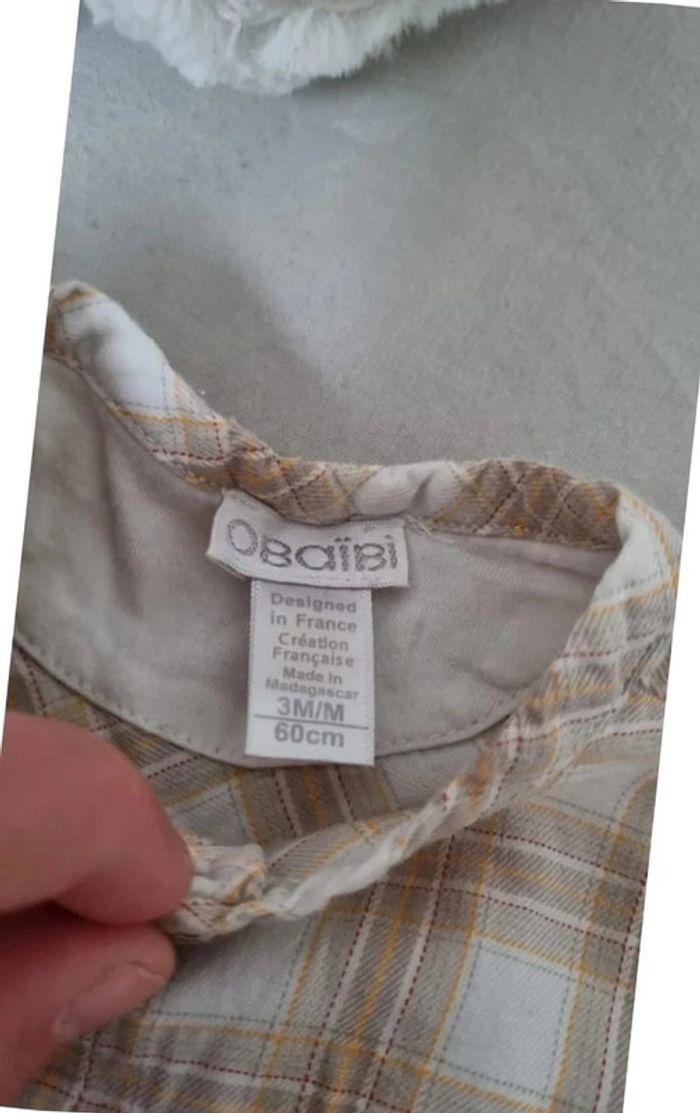 Obaïbi
Designed
in France
Création
Française
Made in
Madagascar
3M/M
60cm